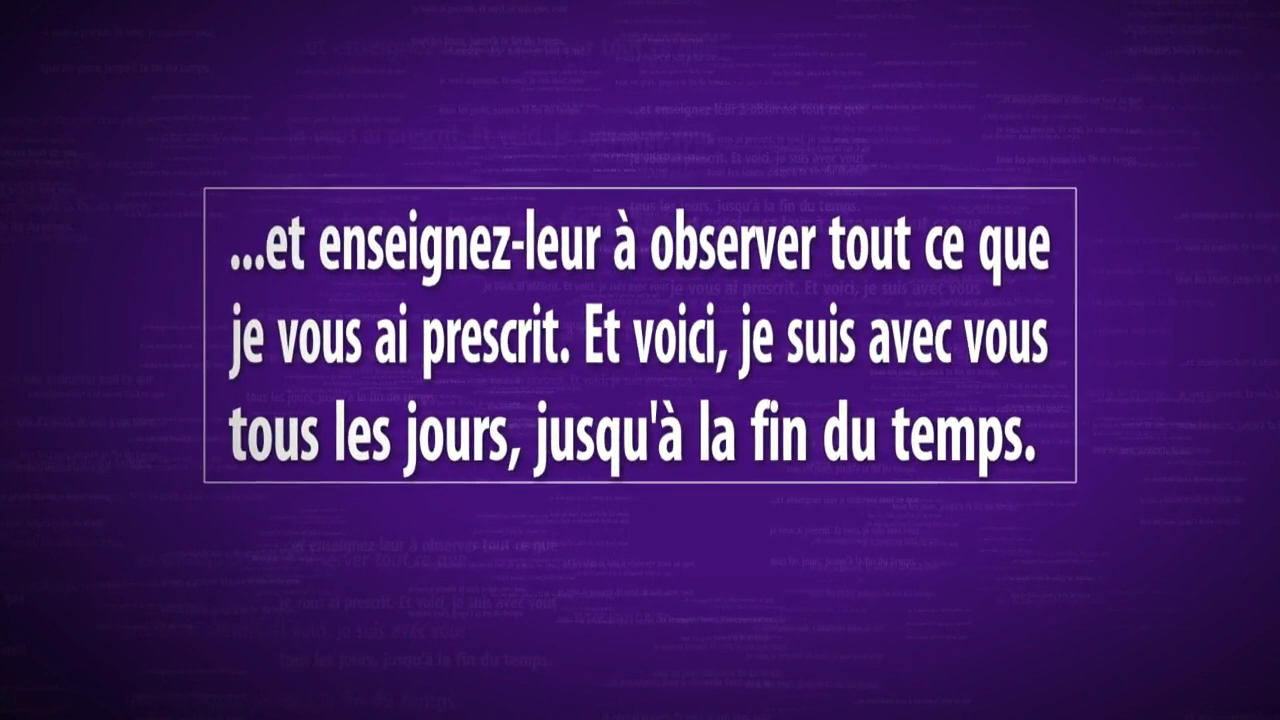 ...et enseignez-leur à observer tout ce que
je vous ai prescrit. Et voici, je suis avec vous
tous les jours, jusqu'à la fin du temps.